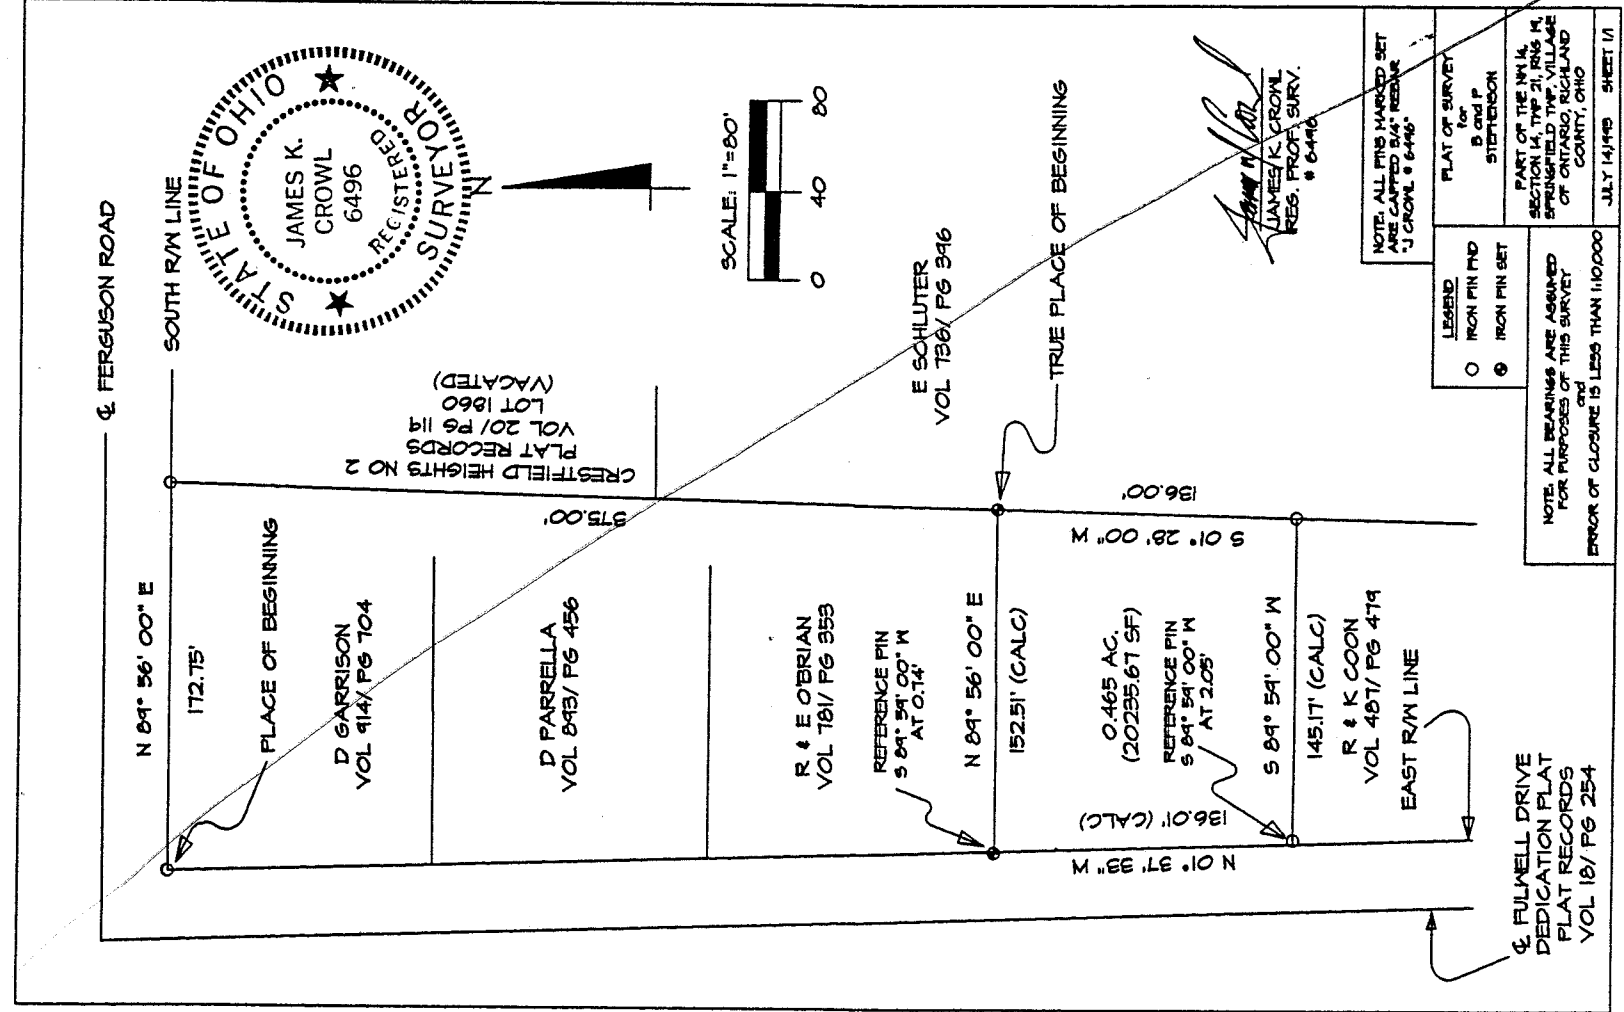 ℄ FERGUSON ROAD
SOUTH R/W LINE
N 89° 56' 00" E
172.75'
STATE OF OHIO
REGISTERED
SURVEYOR
JAMES K.
CROWL
6496
N
SCALE: 1"=80'
0 40 80
PLACE OF BEGINNING
D GARRISON
VOL 914/ PG 704
D PARRELLA
VOL 893/ PG 456
R & E O'BRIAN
VOL 781/ PG 353
CRESTFIELD HEIGHTS NO 2
PLAT RECORDS
VOL 20/ PG 119
LOT 1860
(VACATED)
375.00'
E SOHLUTER
VOL 736/ PG 396
TRUE PLACE OF BEGINNING
REFERENCE PIN
S 89° 59' 00" W
AT 0.74'
N 89° 56' 00" E
152.51' (CALC)
136.00'
S 01° 28' 00" W
0.465 AC.
(20235.67 SF)
REFERENCE PIN
S 89° 59' 00" W
AT 2.05'
136.01' (CALC)
N 01° 37' 33" W
S 89° 59' 00" W
145.17' (CALC)
R & K COON
VOL 487/ PG 479
EAST R/W LINE
℄ FULWELL DRIVE
DEDICATION PLAT
PLAT RECORDS
VOL 18/ PG 254
JAMES K. CROWL
REG. PROF. SURV.
# 6496
NOTE: ALL PINS MARKED SET
ARE CAPPED 3/4" REBAR
"J CROWL # 6496"
LEGEND
IRON PIN FND
IRON PIN SET
PLAT OF SURVEY
for
B and P
STEPHENSON
PART OF THE NW 1/4,
SECTION 14, TWP 21, RNG 19,
SPRINGFIELD TWP, VILLAGE
OF ONTARIO, RICHLAND
COUNTY, OHIO
NOTE: ALL BEARINGS ARE ASSUMED
FOR PURPOSES OF THIS SURVEY
and
ERROR OF CLOSURE IS LESS THAN 1:10,000
JULY 14,1995 SHEET 1/1